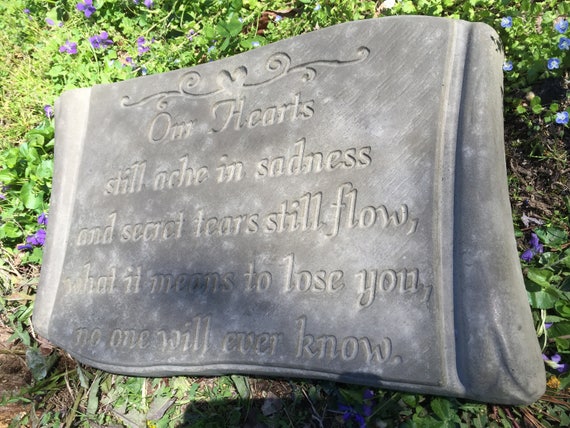 Our Hearts
still ache in sadness
and secret tears still flow,
what it means to lose you,
no one will ever know.